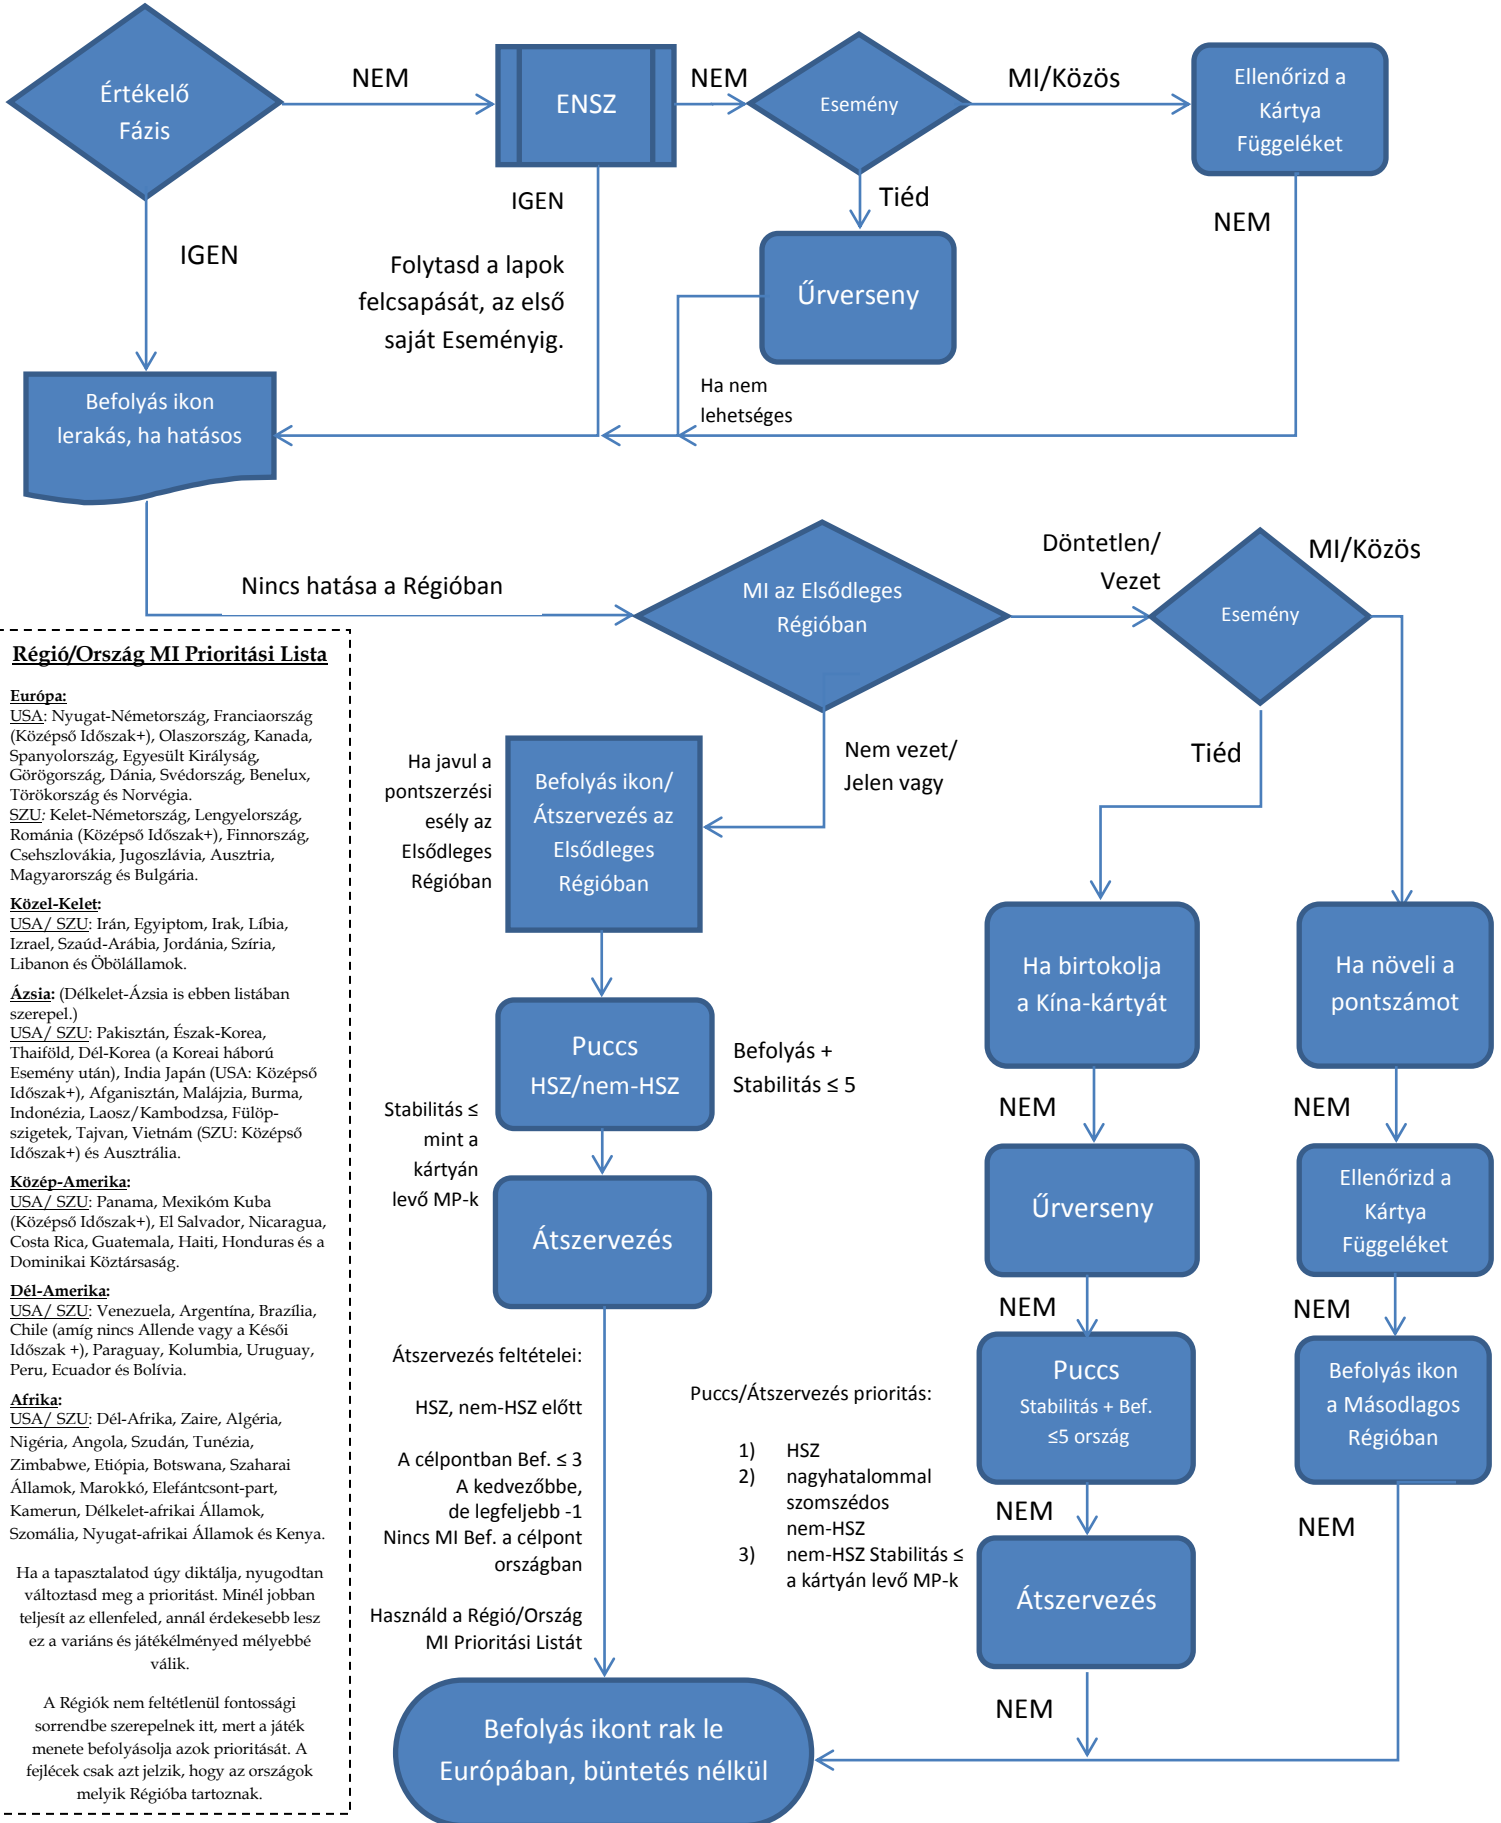 Értékelő
Fázis
NEM
ENSZ
NEM
Esemény
MI/Közös
Ellenőrizd a
Kártya
Függeléket
IGEN
IGEN
Folytasd a lapok
felcsapását, az első
saját Eseményig.
Tiéd
Űrverseny
NEM
Ha nem
lehetséges
Befolyás ikon
lerakás, ha hatásos
Nincs hatása a Régióban
MI az Elsődleges
Régióban
Döntetlen/
Vezet
Esemény
MI/Közös
Régió/Ország MI Prioritási Lista
Európa:
USA: Nyugat-Németország, Franciaország
(Középső Időszak+), Olaszország, Kanada,
Spanyolország, Egyesült Királyság,
Görögország, Dánia, Svédország, Benelux,
Törökország és Norvégia.
SZU: Kelet-Németország, Lengyelország,
Románia (Középső Időszak+), Finnország,
Csehszlovákia, Jugoszlávia, Ausztria,
Magyarország és Bulgária.
Közel-Kelet:
USA/ SZU: Irán, Egyiptom, Irak, Líbia,
Izrael, Szaúd-Arábia, Jordánia, Szíria,
Libanon és Öbölállamok.
Ázsia: (Délkelet-Ázsia is ebben listában
szerepel.)
USA/ SZU: Pakisztán, Észak-Korea,
Thaiföld, Dél-Korea (a Koreai háború
Esemény után), India Japán (USA: Középső
Időszak+), Afganisztán, Malájzia, Burma,
Indonézia, Laosz/Kambodzsa, Fülöp-
szigetek, Tajvan, Vietnám (SZU: Középső
Időszak+) és Ausztrália.
Közép-Amerika:
USA/ SZU: Panama, Mexikóm Kuba
(Középső Időszak+), El Salvador, Nicaragua,
Costa Rica, Guatemala, Haiti, Honduras és a
Dominikai Köztársaság.
Dél-Amerika:
USA/ SZU: Venezuela, Argentína, Brazília,
Chile (amíg nincs Allende vagy a Késői
Időszak +), Paraguay, Kolumbia, Uruguay,
Peru, Ecuador és Bolívia.
Afrika:
USA/ SZU: Dél-Afrika, Zaire, Algéria,
Nigéria, Angola, Szudán, Tunézia,
Zimbabwe, Etiópia, Botswana, Szaharai
Államok, Marokkó, Elefántcsont-part,
Kamerun, Délkelet-afrikai Államok,
Szomália, Nyugat-afrikai Államok és Kenya.
Ha a tapasztalatod úgy diktálja, nyugodtan
változtasd meg a prioritást. Minél jobban
teljesít az ellenfeled, annál érdekesebb lesz
ez a variáns és játékélményed mélyebbé
válik.
A Régiók nem feltétlenül fontossági
sorrendbe szerepelnek itt, mert a játék
menete befolyásolja azok prioritását. A
fejlécek csak azt jelzik, hogy az országok
melyik Régióba tartoznak.
Ha javul a
pontszerzési
esély az
Elsődleges
Régióban
Befolyás ikon/
Átszervezés az
Elsődleges
Régióban
Nem vezet/
Jelen vagy
Puccs
HSZ/nem-HSZ
Befolyás +
Stabilitás ≤ 5
Stabilitás ≤
mint a
kártyán
levő MP-k
Átszervezés
Átszervezés feltételei:
HSZ, nem-HSZ előtt
A célpontban Bef. ≤ 3
A kedvezőbbe,
de legfeljebb -1
Nincs MI Bef. a célpont
országban
Használd a Régió/Ország
MI Prioritási Listát
Puccs/Átszervezés prioritás:
1) HSZ
2) nagyhatalommal
szomszédos
nem-HSZ
3) nem-HSZ Stabilitás ≤
a kártyán levő MP-k
Tiéd
Ha birtokolja
a Kína-kártyát
NEM
Űrverseny
NEM
Puccs
Stabilitás + Bef.
≤5 ország
NEM
Átszervezés
NEM
Ha növeli a
pontszámot
NEM
Ellenőrizd a
Kártya
Függeléket
NEM
Befolyás ikon
a Másodlagos
Régióban
NEM
Befolyás ikont rak le
Európában, büntetés nélkül